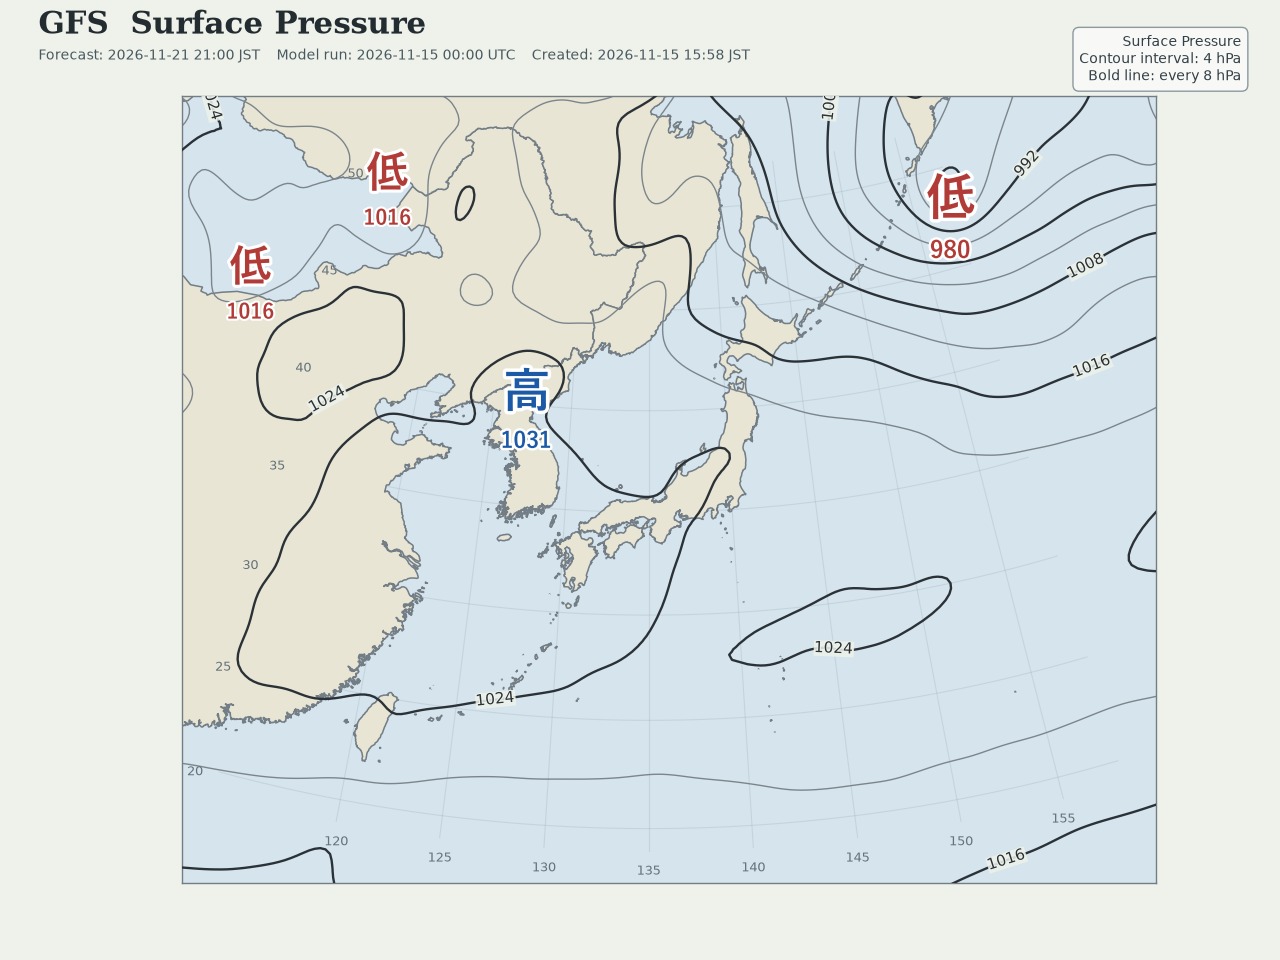 GFS  Surface Pressure
Forecast: 2026-11-21 21:00 JST    Model run: 2026-11-15 00:00 UTC    Created: 2026-11-15 15:58 JST
Surface Pressure
Contour interval: 4 hPa
Bold line: every 8 hPa
50
低
1016
低
980
992
1008
45
低
1016
40
1024
高
1031
1016
35
30
1024
25
1024
20
120
125
130
135
140
145
150
155
1016